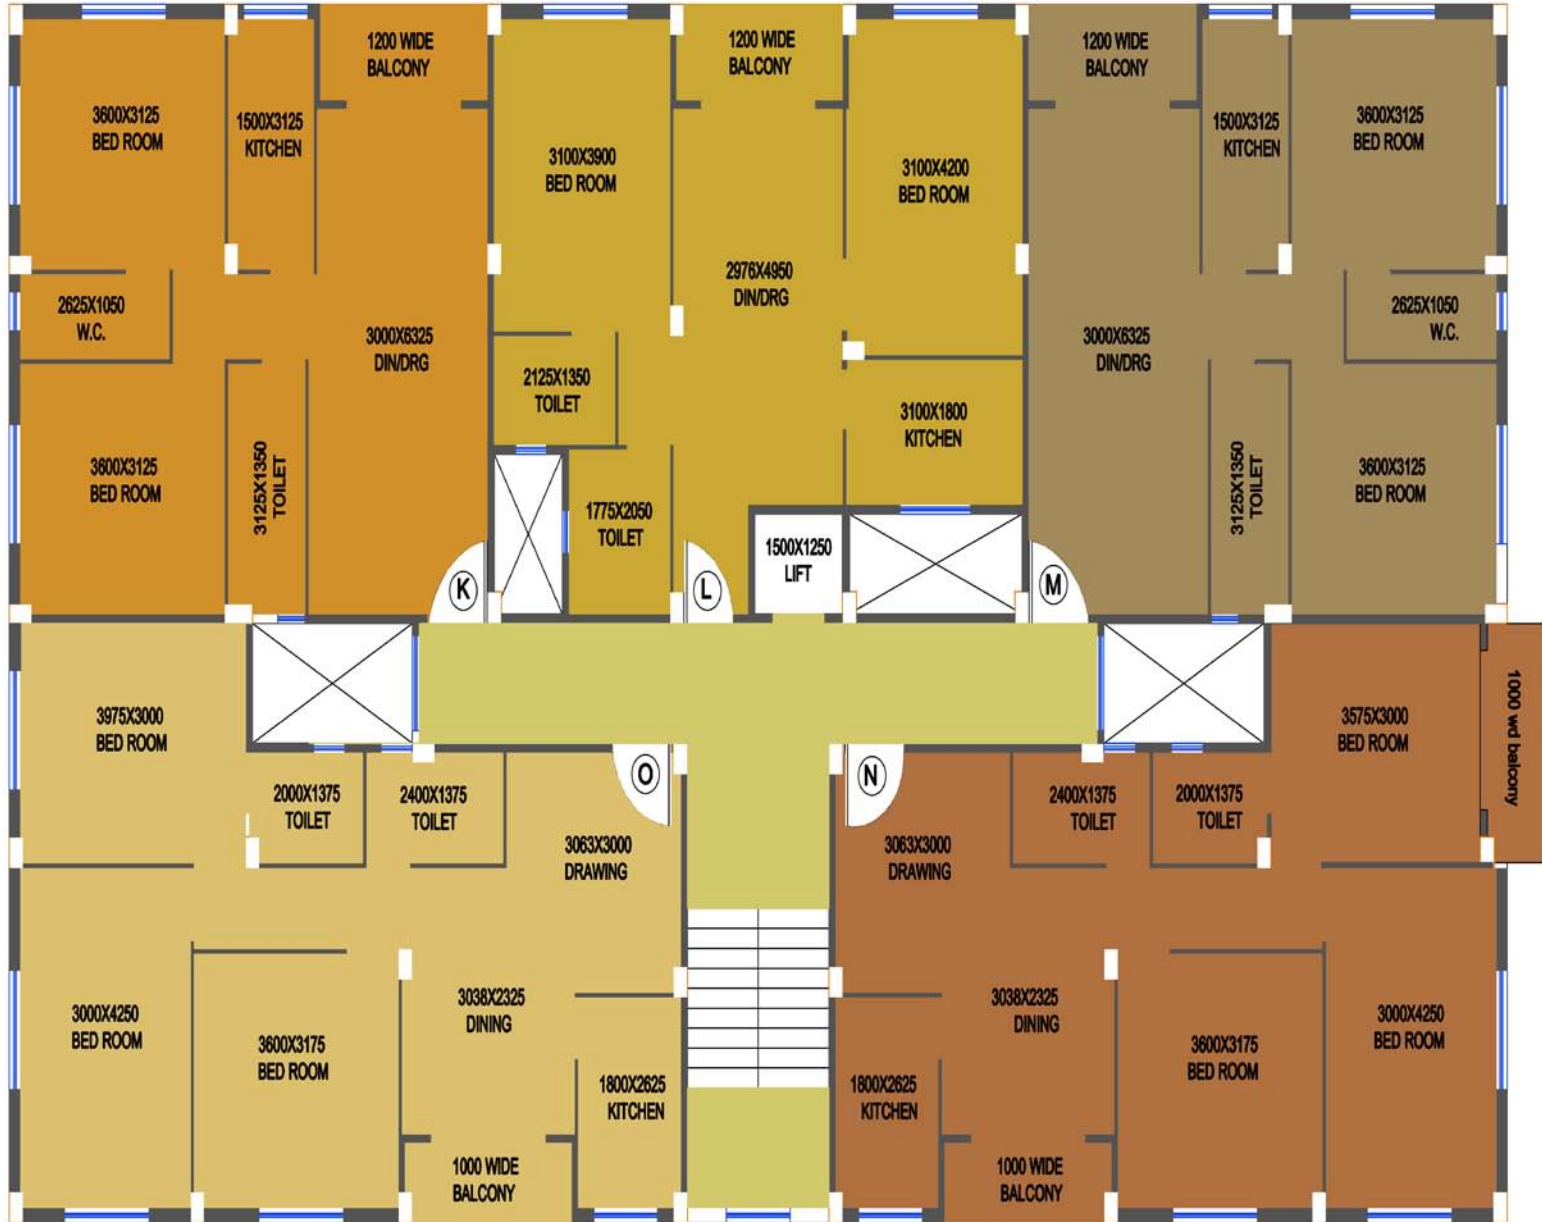 1200 WIDE
BALCONY
1200 WIDE
BALCONY
1200 WIDE
BALCONY
3600X3125
BED ROOM
1500X3125
KITCHEN
3100X3900
BED ROOM
3100X4200
BED ROOM
1500X3125
KITCHEN
3600X3125
BED ROOM
2625X1050
W.C.
3000X6325
DIN/DRG
2976X4950
DIN/DRG
3000X6325
DIN/DRG
2625X1050
W.C.
2125X1350
TOILET
3100X1800
KITCHEN
3600X3125
BED ROOM
3125X1350
TOILET
1775X2050
TOILET
1500X1250
LIFT
3125X1350
TOILET
3600X3125
BED ROOM
K
L
M
3975X3000
BED ROOM
3575X3000
BED ROOM
1000 wd balcony
O
N
2000X1375
TOILET
2400X1375
TOILET
3063X3000
DRAWING
3063X3000
DRAWING
2400X1375
TOILET
2000X1375
TOILET
3000X4250
BED ROOM
3600X3175
BED ROOM
3038X2325
DINING
1800X2625
KITCHEN
1800X2625
KITCHEN
3038X2325
DINING
3600X3175
BED ROOM
3000X4250
BED ROOM
1000 WIDE
BALCONY
1000 WIDE
BALCONY